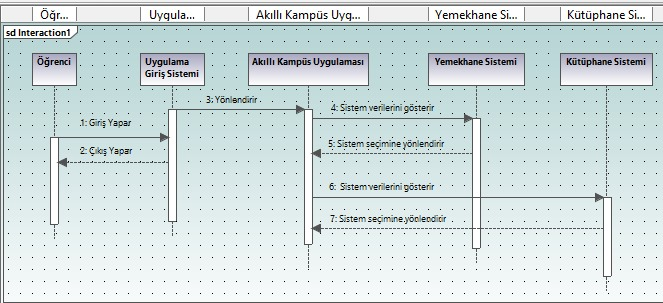 Öğr...
Uygula...
Akıllı Kampüs Uyg...
Yemekhane Si...
Kütüphane Si...
sd Interaction1
Öğrenci
Uygulama
Giriş Sistemi
Akıllı Kampüs Uygulaması
Yemekhane Sistemi
Kütüphane Sistemi
3: Yönlendirir
4: Sistem verilerini gösterir
1: Giriş Yapar
5: Sistem seçimine yönlendirir
2: Çıkış Yapar
6: Sistem verilerini gösterir
7: Sistem seçimine yönlendirir